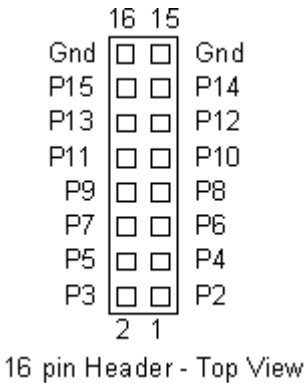 16 15
Gnd Gnd
P15 P14
P13 P12
P11 P10
P9 P8
P7 P6
P5 P4
P3 P2
2 1
16 pin Header - Top View